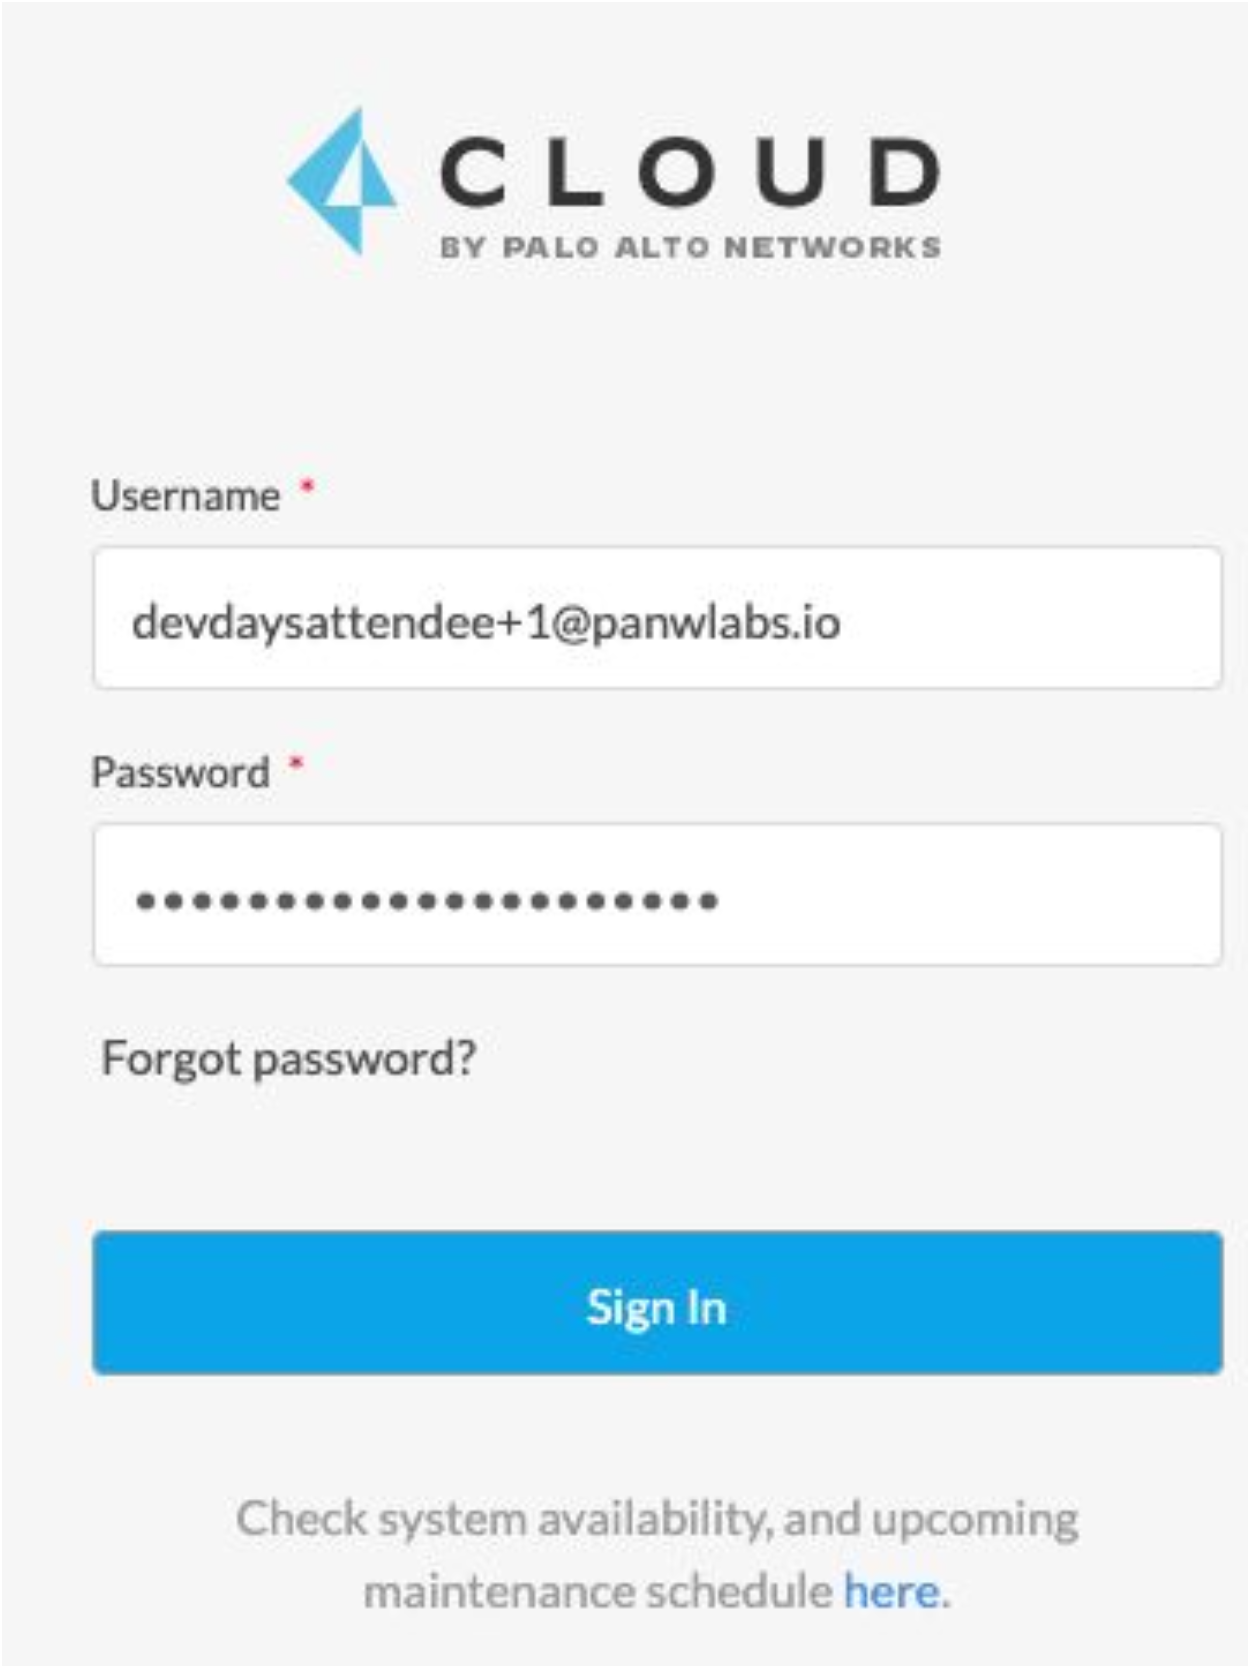 CLOUD
BY PALO ALTO NETWORKS
Username *
devdaysattendee+1@panwlabs.io
Password *
•••••••••••••••••••••
Forgot password?
Sign In
Check system availability, and upcoming
maintenance schedule here.